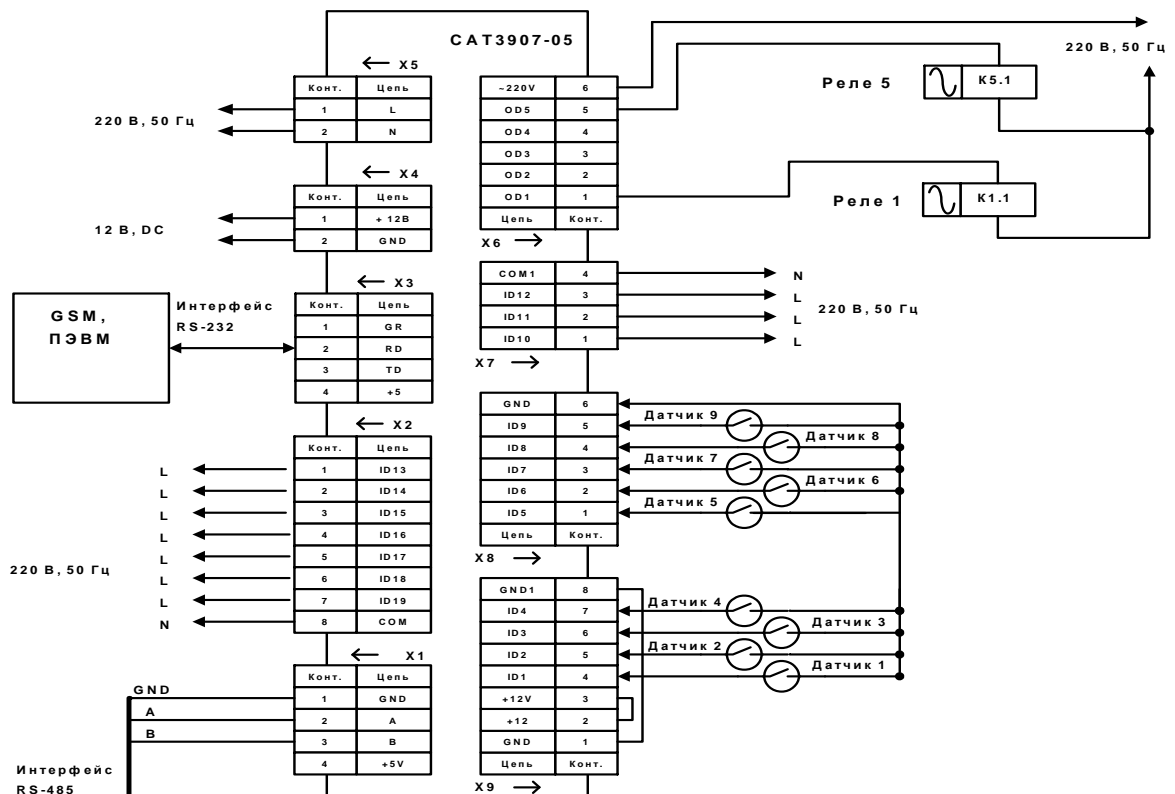 САТ3907-05
X5
Конт. Цепь
1 L
2 N
220 В, 50 Гц
X4
Конт. Цепь
1 + 12В
2 GND
12 В, DC
X3
Конт. Цепь
1 GR
2 RD
3 TD
4 +5
GSM,
ПЭВМ
Интерфейс
RS-232
X2
Конт. Цепь
1 ID13
2 ID14
3 ID15
4 ID16
5 ID17
6 ID18
7 ID19
8 COM
L
L
L
L
L
L
L
N
220 В, 50 Гц
X1
Конт. Цепь
1 GND
2 A
3 B
4 +5V
GND
A
B
Интерфейс
RS-485
~220V 6
OD5 5
OD4 4
OD3 3
OD2 2
OD1 1
Цепь Конт.
X6
220 В, 50 Гц
Реле 5
К5.1
Реле 1
К1.1
COM1 4
ID12 3
ID11 2
ID10 1
X7
N
L
L
L
220 В, 50 Гц
GND 6
ID9 5
ID8 4
ID7 3
ID6 2
ID5 1
Цепь Конт.
X8
Датчик 9
Датчик 8
Датчик 7
Датчик 6
Датчик 5
GND1 8
ID4 7
ID3 6
ID2 5
ID1 4
+12V 3
+12 2
GND 1
Цепь Конт.
X9
Датчик 4
Датчик 3
Датчик 2
Датчик 1